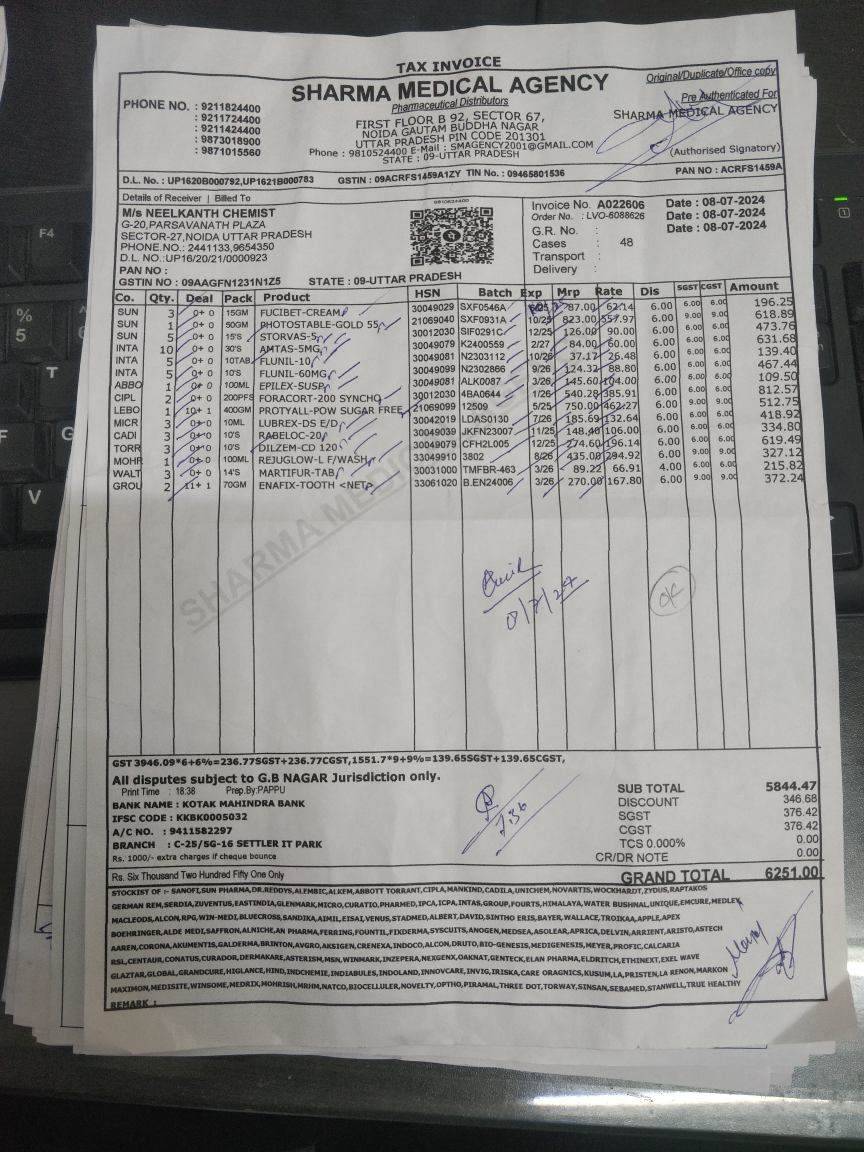 TAX INVOICE
Original/Duplicate/Office copy
SHARMA MEDICAL AGENCY
Pharmaceutical Distributors
FIRST FLOOR B 92, SECTOR 67,
NOIDA GAUTAM BUDDHA NAGAR
UTTAR PRADESH PIN CODE 201301
Phone : 9810524400 E-Mail : SMAGENCY2001@GMAIL.COM
STATE : 09-UTTAR PRADESH
PHONE NO. : 9211824400
: 9211724400
: 9211424400
: 9873018900
: 9871015560
Pre Authenticated For
SHARMA MEDICAL AGENCY
(Authorised Signatory)
D.L. No. : UP1620B000792,UP1621B000783 GSTIN : 09ACRFS1459A1ZY TIN No. : 09465801536 PAN NO : ACRFS1459A
Details of Receiver | Billed To
M/s NEELKANTH CHEMIST
G-20,PARSAVANATH PLAZA
SECTOR-27,NOIDA UTTAR PRADESH
PHONE.NO. : 2441133,9654350
D.L. NO.:UP16/20/21/0000923
PAN NO :
GSTIN NO : 09AAGFN1231N1Z5 STATE : 09-UTTAR PRADESH
9810624400
Invoice No. A022606 Date : 08-07-2024
Order No. : LVO-6088626 Date : 08-07-2024
G.R. No. : Date : 08-07-2024
Cases : 48
Transport :
Delivery :
Co. Qty. Deal Pack Product HSN Batch Exp Mrp Rate Dis SGST CGST Amount
SUN 3 0+ 0 15GM FUCIBET-CREAM 30049029 SXF0546A 87.00 62.14 6.00 6.00 6.00 196.25
SUN 1 0+ 0 50GM PHOTOSTABLE-GOLD 55 21069040 SXF0931A 10/25 823.00 557.97 6.00 9.00 9.00 618.89
SUN 5 0+ 0 15'S STORVAS-5 30012030 SIF0291C 12/25 126.00 90.00 6.00 6.00 6.00 473.76
INTA 10 0+ 0 30'S AMTAS-5MG 30049079 K2400559 2/27 84.00 60.00 6.00 6.00 6.00 631.68
INTA 5 0+ 0 10TAB FLUNIL-10 30049081 N2303112 10/26 37.17 26.48 6.00 6.00 6.00 139.40
INTA 5 0+ 0 10'S FLUNIL-60MG 30049099 N2302866 9/26 124.32 88.80 6.00 6.00 6.00 467.44
ABBO 1 0+ 0 100ML EPILEX-SUSP 30049081 ALK0087 3/26 145.60 104.00 6.00 6.00 6.00 109.50
CIPL 2 0+ 0 200PFS FORACORT-200 SYNCHO 30012030 4BA0644 1/26 540.28 385.91 6.00 6.00 6.00 812.57
LEBO 1 10+ 1 400GM PROTYALL-POW SUGAR FREE 21069099 12509 5/25 750.00 462.27 6.00 9.00 9.00 512.75
MICR 3 0+ 0 10ML LUBREX-DS E/D 30042019 LDAS0130 7/26 185.69 132.64 6.00 6.00 6.00 418.92
CADI 3 0+ 0 10'S RABELOC-20 30049039 JKFN23007 11/25 148.40 106.00 6.00 6.00 6.00 334.80
TORR 3 0+ 0 10'S DILZEM-CD 120 30049079 CFH2L005 12/25 274.60 196.14 6.00 6.00 6.00 619.49
MOHR 1 0+ 0 100ML REJUGLOW-L F/WASH 33049910 3802 8/26 435.00 294.92 6.00 9.00 9.00 327.12
WALT 3 0+ 0 14'S MARTIFUR-TAB 30031000 TMFBR-463 3/26 89.22 66.91 4.00 6.00 6.00 215.82
GROU 2 11+ 1 70GM ENAFIX-TOOTH <NET> 33061020 B.EN24006 3/26 270.00 167.80 6.00 9.00 9.00 372.24
SHARMA MEDIC
8/7/24
OK
GST 3946.09*6+6%=236.77SGST+236.77CGST,1551.7*9+9%=139.65SGST+139.65CGST,
All disputes subject to G.B NAGAR Jurisdiction only.
Print Time : 18:38 Prep.By:PAPPU
BANK NAME : KOTAK MAHINDRA BANK
IFSC CODE : KKBK0005032
A/C NO. : 9411582297
BRANCH : C-25/5G-16 SETTLER IT PARK
Rs. 1000/- extra charges if cheque bounce
SUB TOTAL 5844.47
DISCOUNT 346.68
SGST 376.42
CGST 376.42
TCS 0.000% 0.00
CR/DR NOTE 0.00
Rs. Six Thousand Two Hundred Fifty One Only
GRAND TOTAL 6251.00
STOCKIST OF :- SANOFI,SUN PHARMA,DR.REDDYS,ALEMBIC,ALKEM,ABBOTT TORRANT,CIPLA,MANKIND,CADILA,UNICHEM,NOVARTIS,WOCKHARDT,ZYDUS,RAPTAKOS
GERMAN REM,SERDIA,ZUVENTUS,EASTINDIA,GLENMARK,MICRO,CURATIO,PHARMED,IPCA,ICPA,INTAS,GROUP,FOURTS,HIMALAYA,WATER BUSHNAL,UNIQUE,EMCURE,MEDLEY
MACLEODS,ALCON,RPG,WIN-MEDI,BLUECROSS,SANDIKA,AIMIL,EISAI,VENUS,STADMED,ALBERT,DAVID,SINTHO ERIS,BAYER,WALLACE,TROIKAA,APPLE,APEX
BOEHRINGER,ALDE MEDI,SAFFRON,ALNICHE,AN PHARMA,FERRING,FOUNTIL,FIXDERMA,SYSCUITS,ANOGEN,MEDSEA,ASOLEAR,APRICA,DELVIN,ARRIENT,ARISTO,ASTECH
AAREN,CORONA,AKUMENTIS,GALDERMA,BRINTON,AVGRO,AKSIGEN,CRENEXA,INDOCO,ALCON,DRUTO,BIO-GENESIS,MEDIGENESIS,MEYER,PROFIC,CALCARIA
RSL,CENTAUR,CONATUS,CURADOR,DERMAKARE,ASTERISM,MSN,WINMARK,INZEPERA,NEXGENX,OAKNAT,GENTECK,ELAN PHARMA,ELDRITCH,ETHINEXT,EXEL WAVE
GLAZTAR,GLOBAL,GRANDCURE,HIGLANCE,HIND,HINDCHEMIE,INDIABULES,INDOLAND,INNOVCARE,INVIG,IRISKA,CARE ORAGNICS,KUSUM,LA,PRISTEN,LA RENON,MARKON
MAXIMON,MEDISITE,WINSOME,MEDRIX,MOHRISH,MRHM,NATCO,BIOCELLULER,NOVELTY,OPTHO,PIRAMAL,THREE DOT,TORWAY,SINSAN,SEBAMED,STANWELL,TRUE HEALTHY
REMARK :
F4
%
5
T
F
G
V